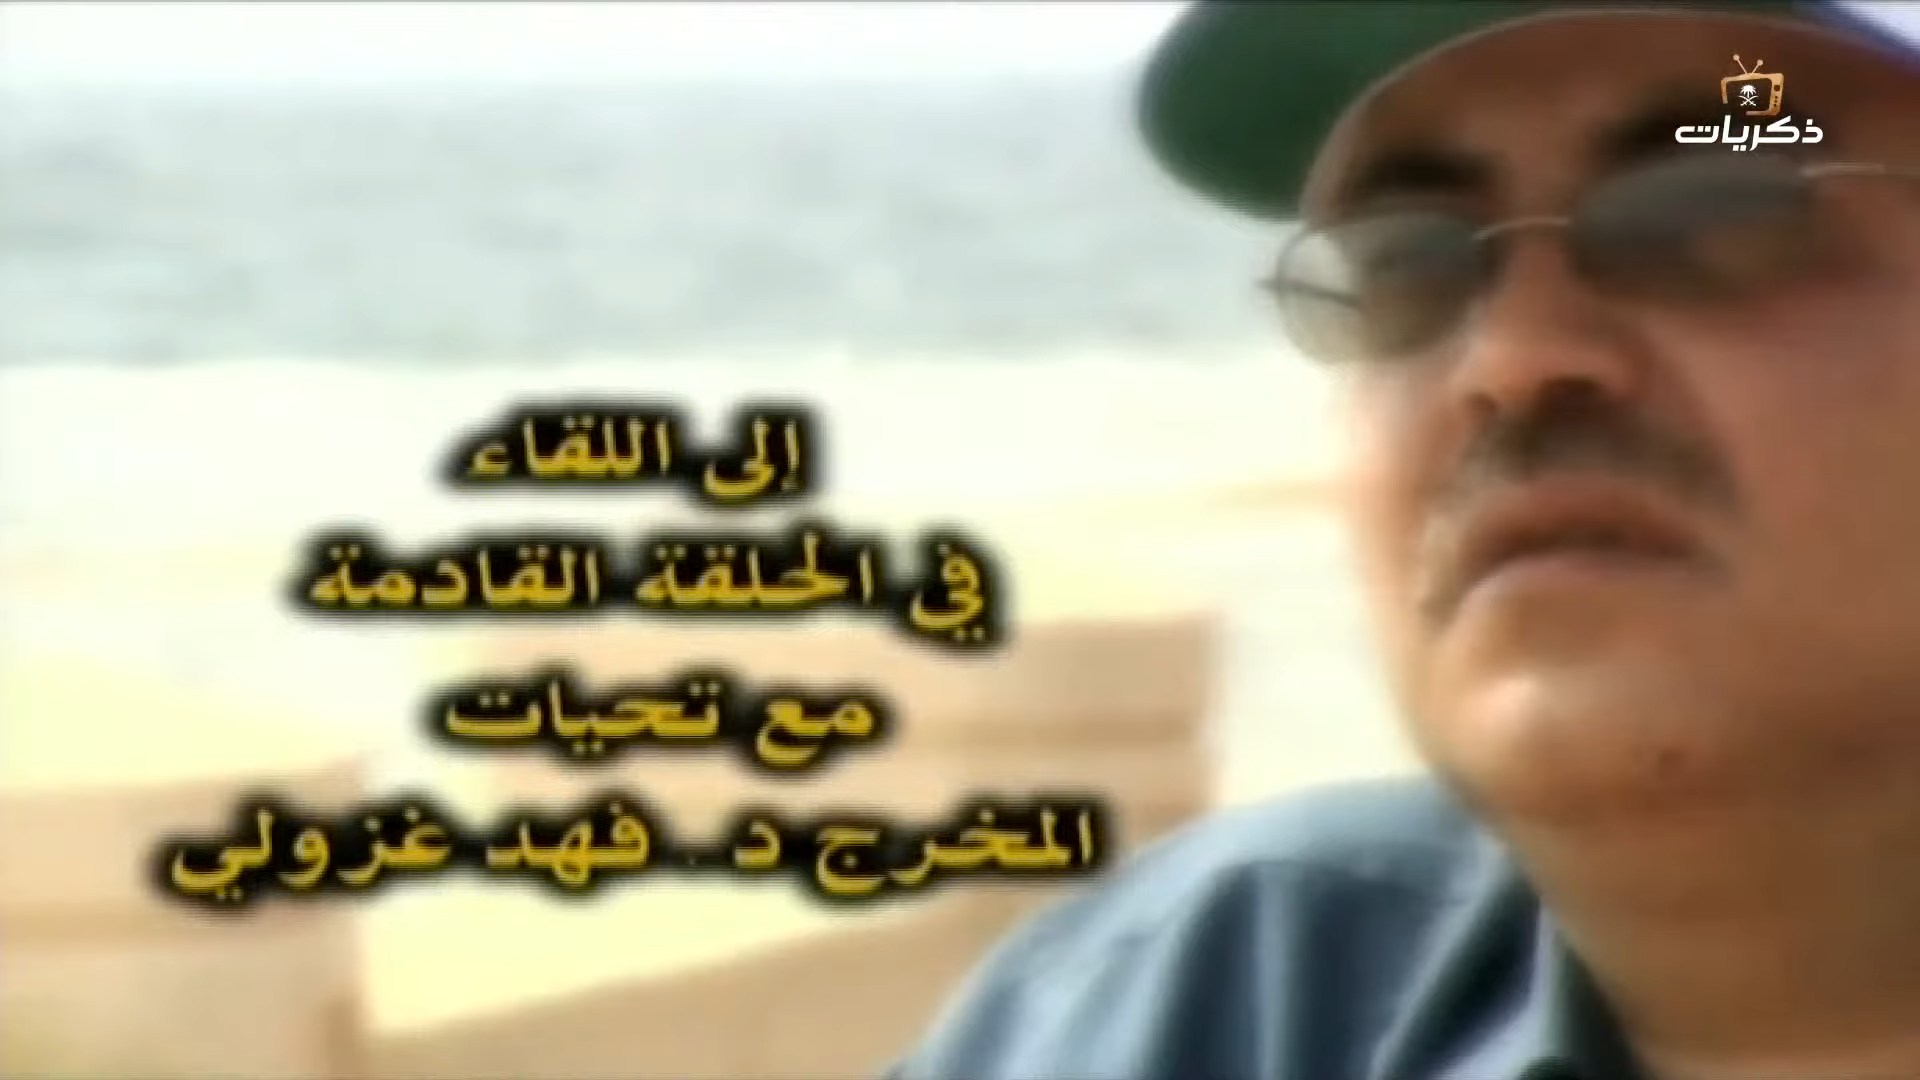 ذكريات
إلى اللقاء
في الحلقة القادمة
مع تحيات
المخرج د. فهد غزولي